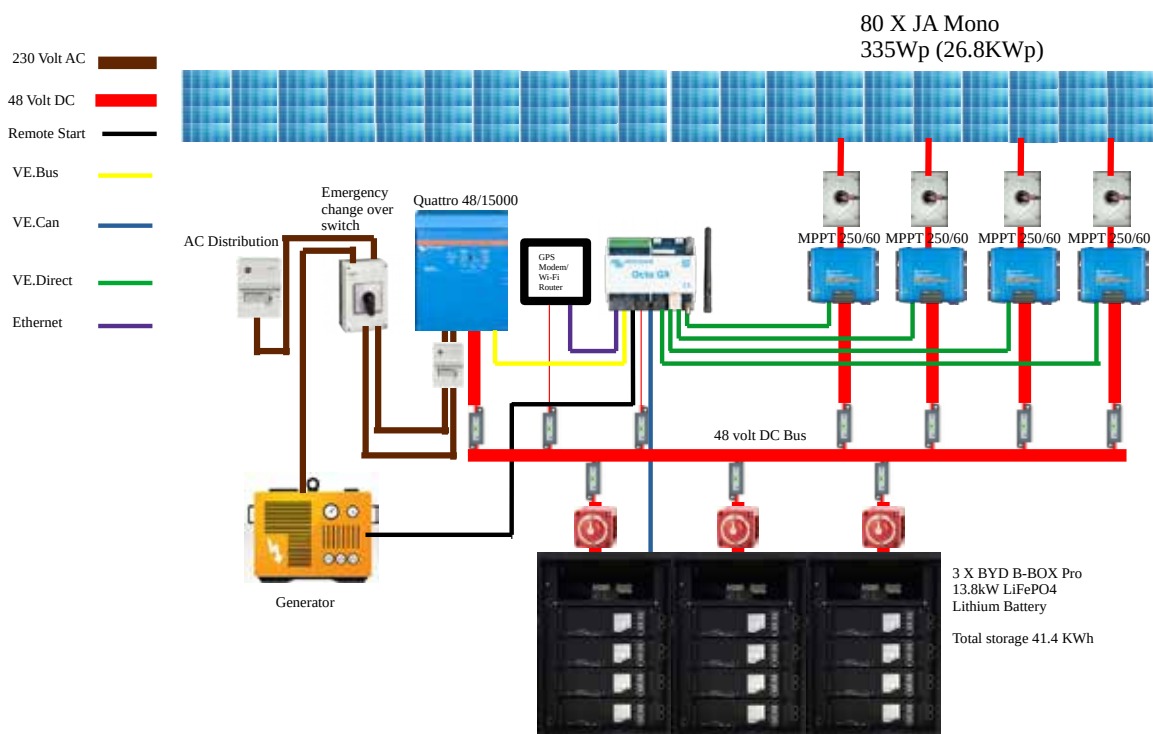 80 X JA Mono
335Wp (26.8KWp)
230 Volt AC
48 Volt DC
Remote Start
VE.Bus
VE.Can
VE.Direct
Ethernet
AC Distribution
Emergency
change over
switch
Quattro 48/15000
GPS
Modem/
Wi-Fi
Router
Octo GX
MPPT 250/60
MPPT 250/60
MPPT 250/60
MPPT 250/60
48 volt DC Bus
Generator
3 X BYD B-BOX Pro
13.8kW LiFePO4
Lithium Battery
Total storage 41.4 KWh